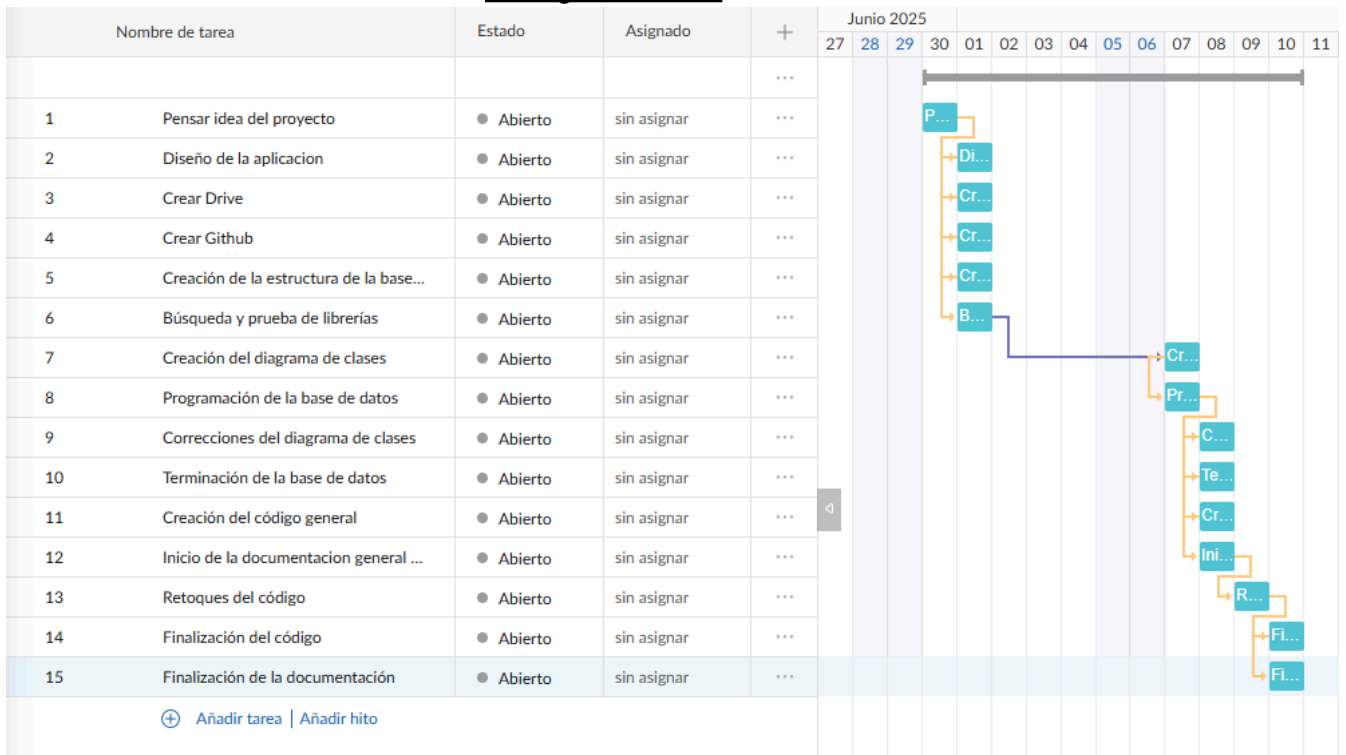 Nombre de tarea Estado Asignado +
Junio 2025
27 28 29 30 01 02 03 04 05 06 07 08 09 10 11
1 Pensar idea del proyecto Abierto sin asignar P...
2 Diseño de la aplicacion Abierto sin asignar Di...
3 Crear Drive Abierto sin asignar Cr...
4 Crear Github Abierto sin asignar Cr...
5 Creación de la estructura de la base... Abierto sin asignar Cr...
6 Búsqueda y prueba de librerías Abierto sin asignar B...
7 Creación del diagrama de clases Abierto sin asignar Cr...
8 Programación de la base de datos Abierto sin asignar Pr...
9 Correcciones del diagrama de clases Abierto sin asignar C...
10 Terminación de la base de datos Abierto sin asignar Te...
11 Creación del código general Abierto sin asignar Cr...
12 Inicio de la documentacion general ... Abierto sin asignar Ini...
13 Retoques del código Abierto sin asignar R...
14 Finalización del código Abierto sin asignar Fi...
15 Finalización de la documentación Abierto sin asignar Fi...
Añadir tarea | Añadir hito